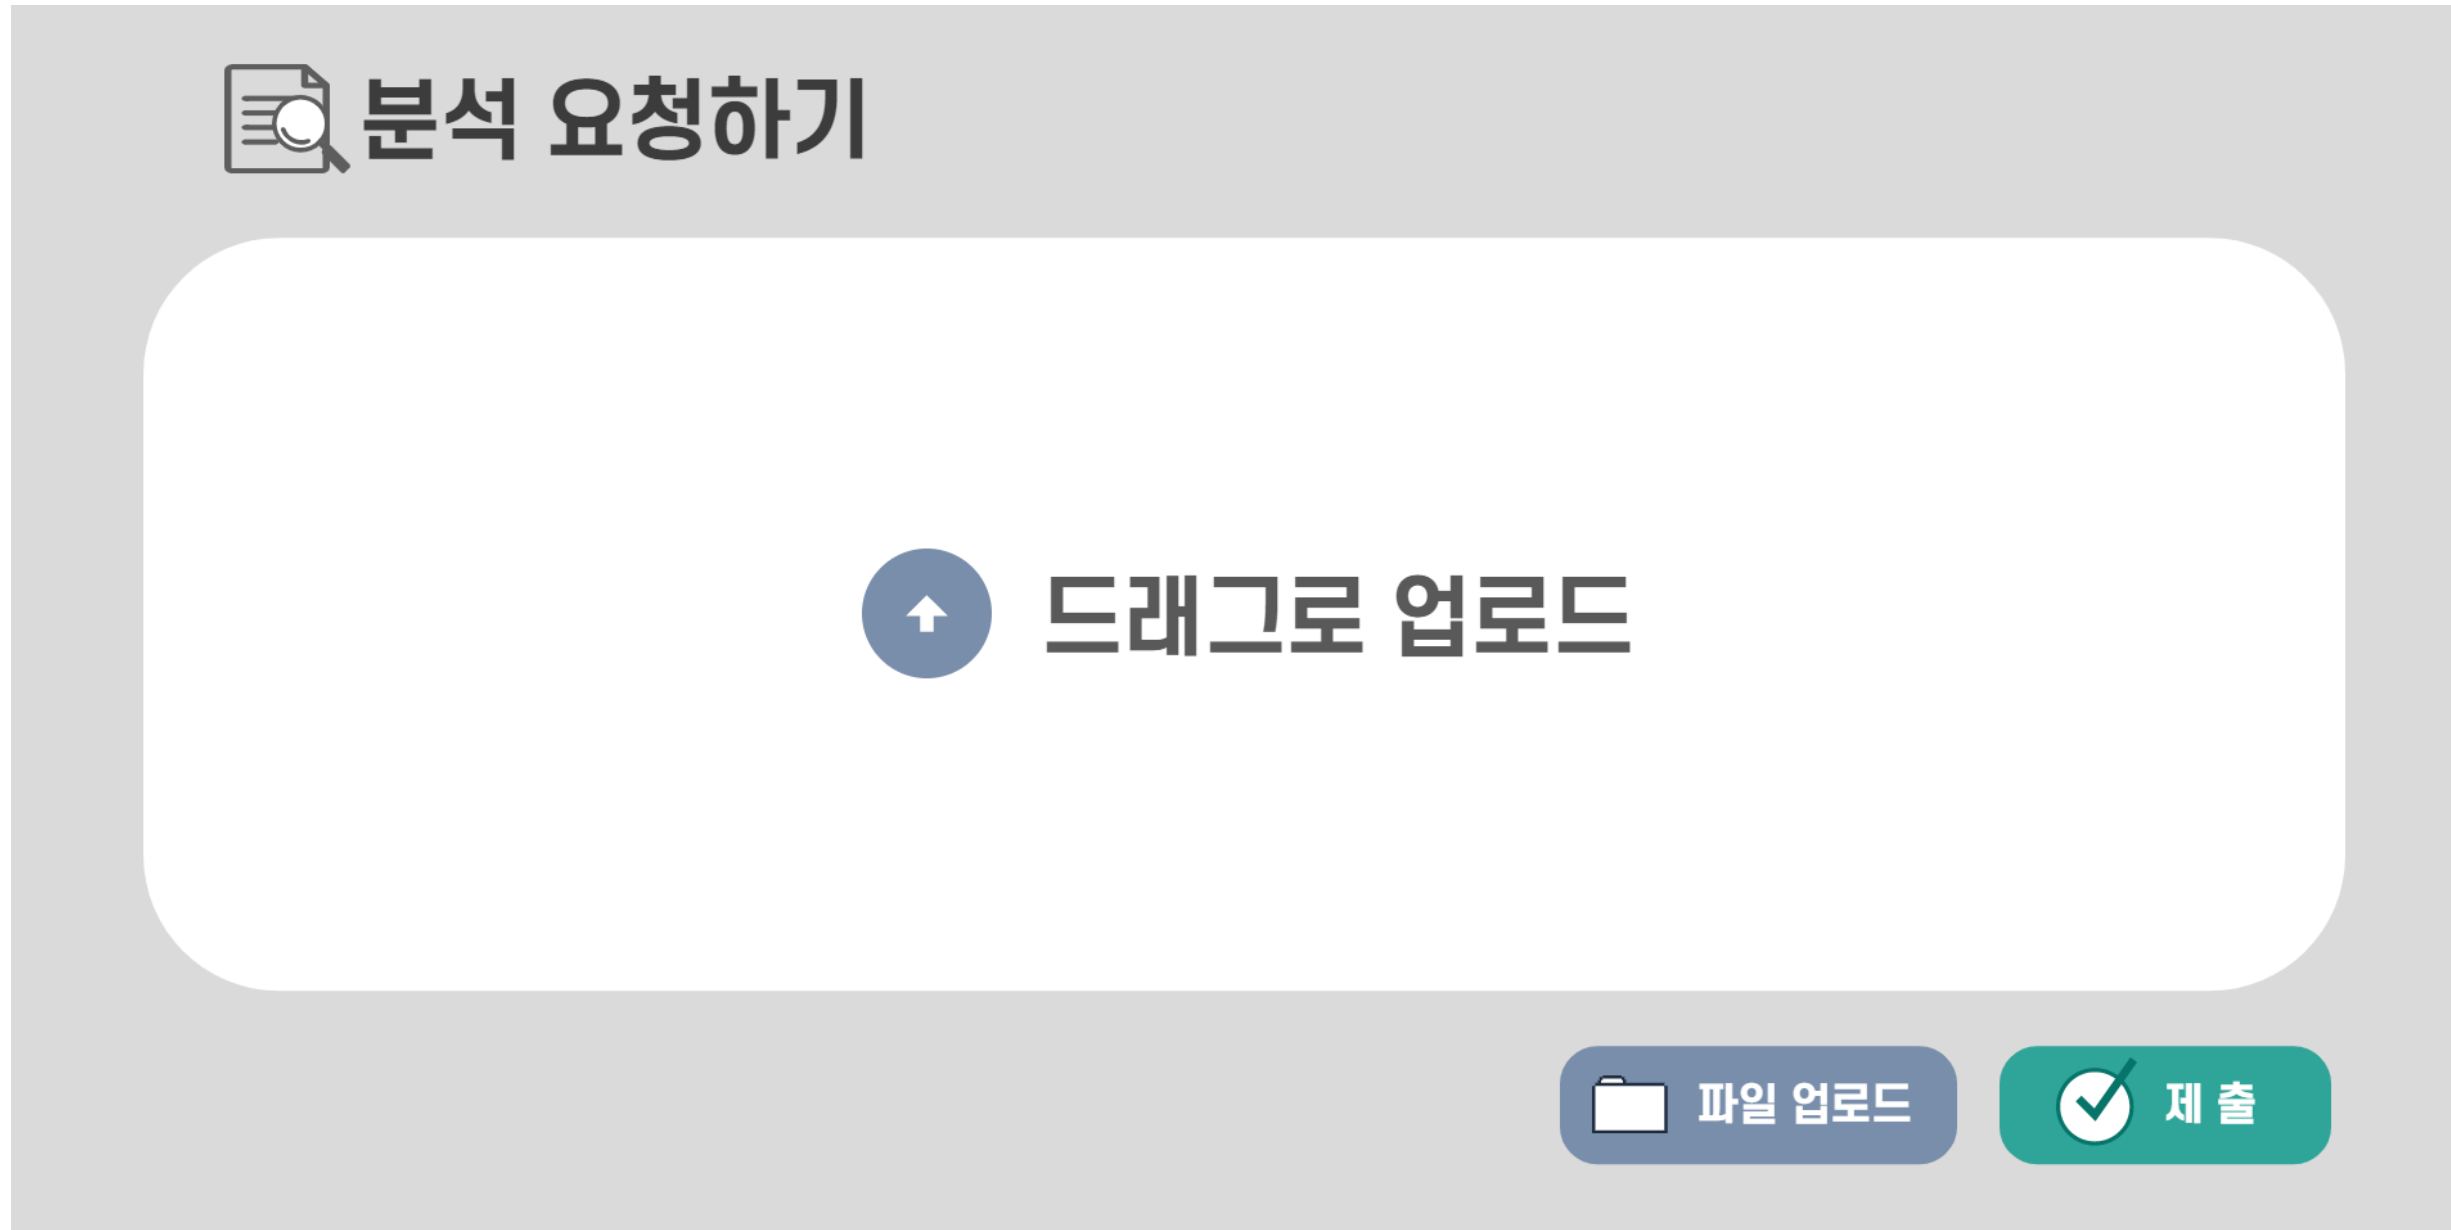 분석 요청하기
드래그로 업로드
파일 업로드
제 출